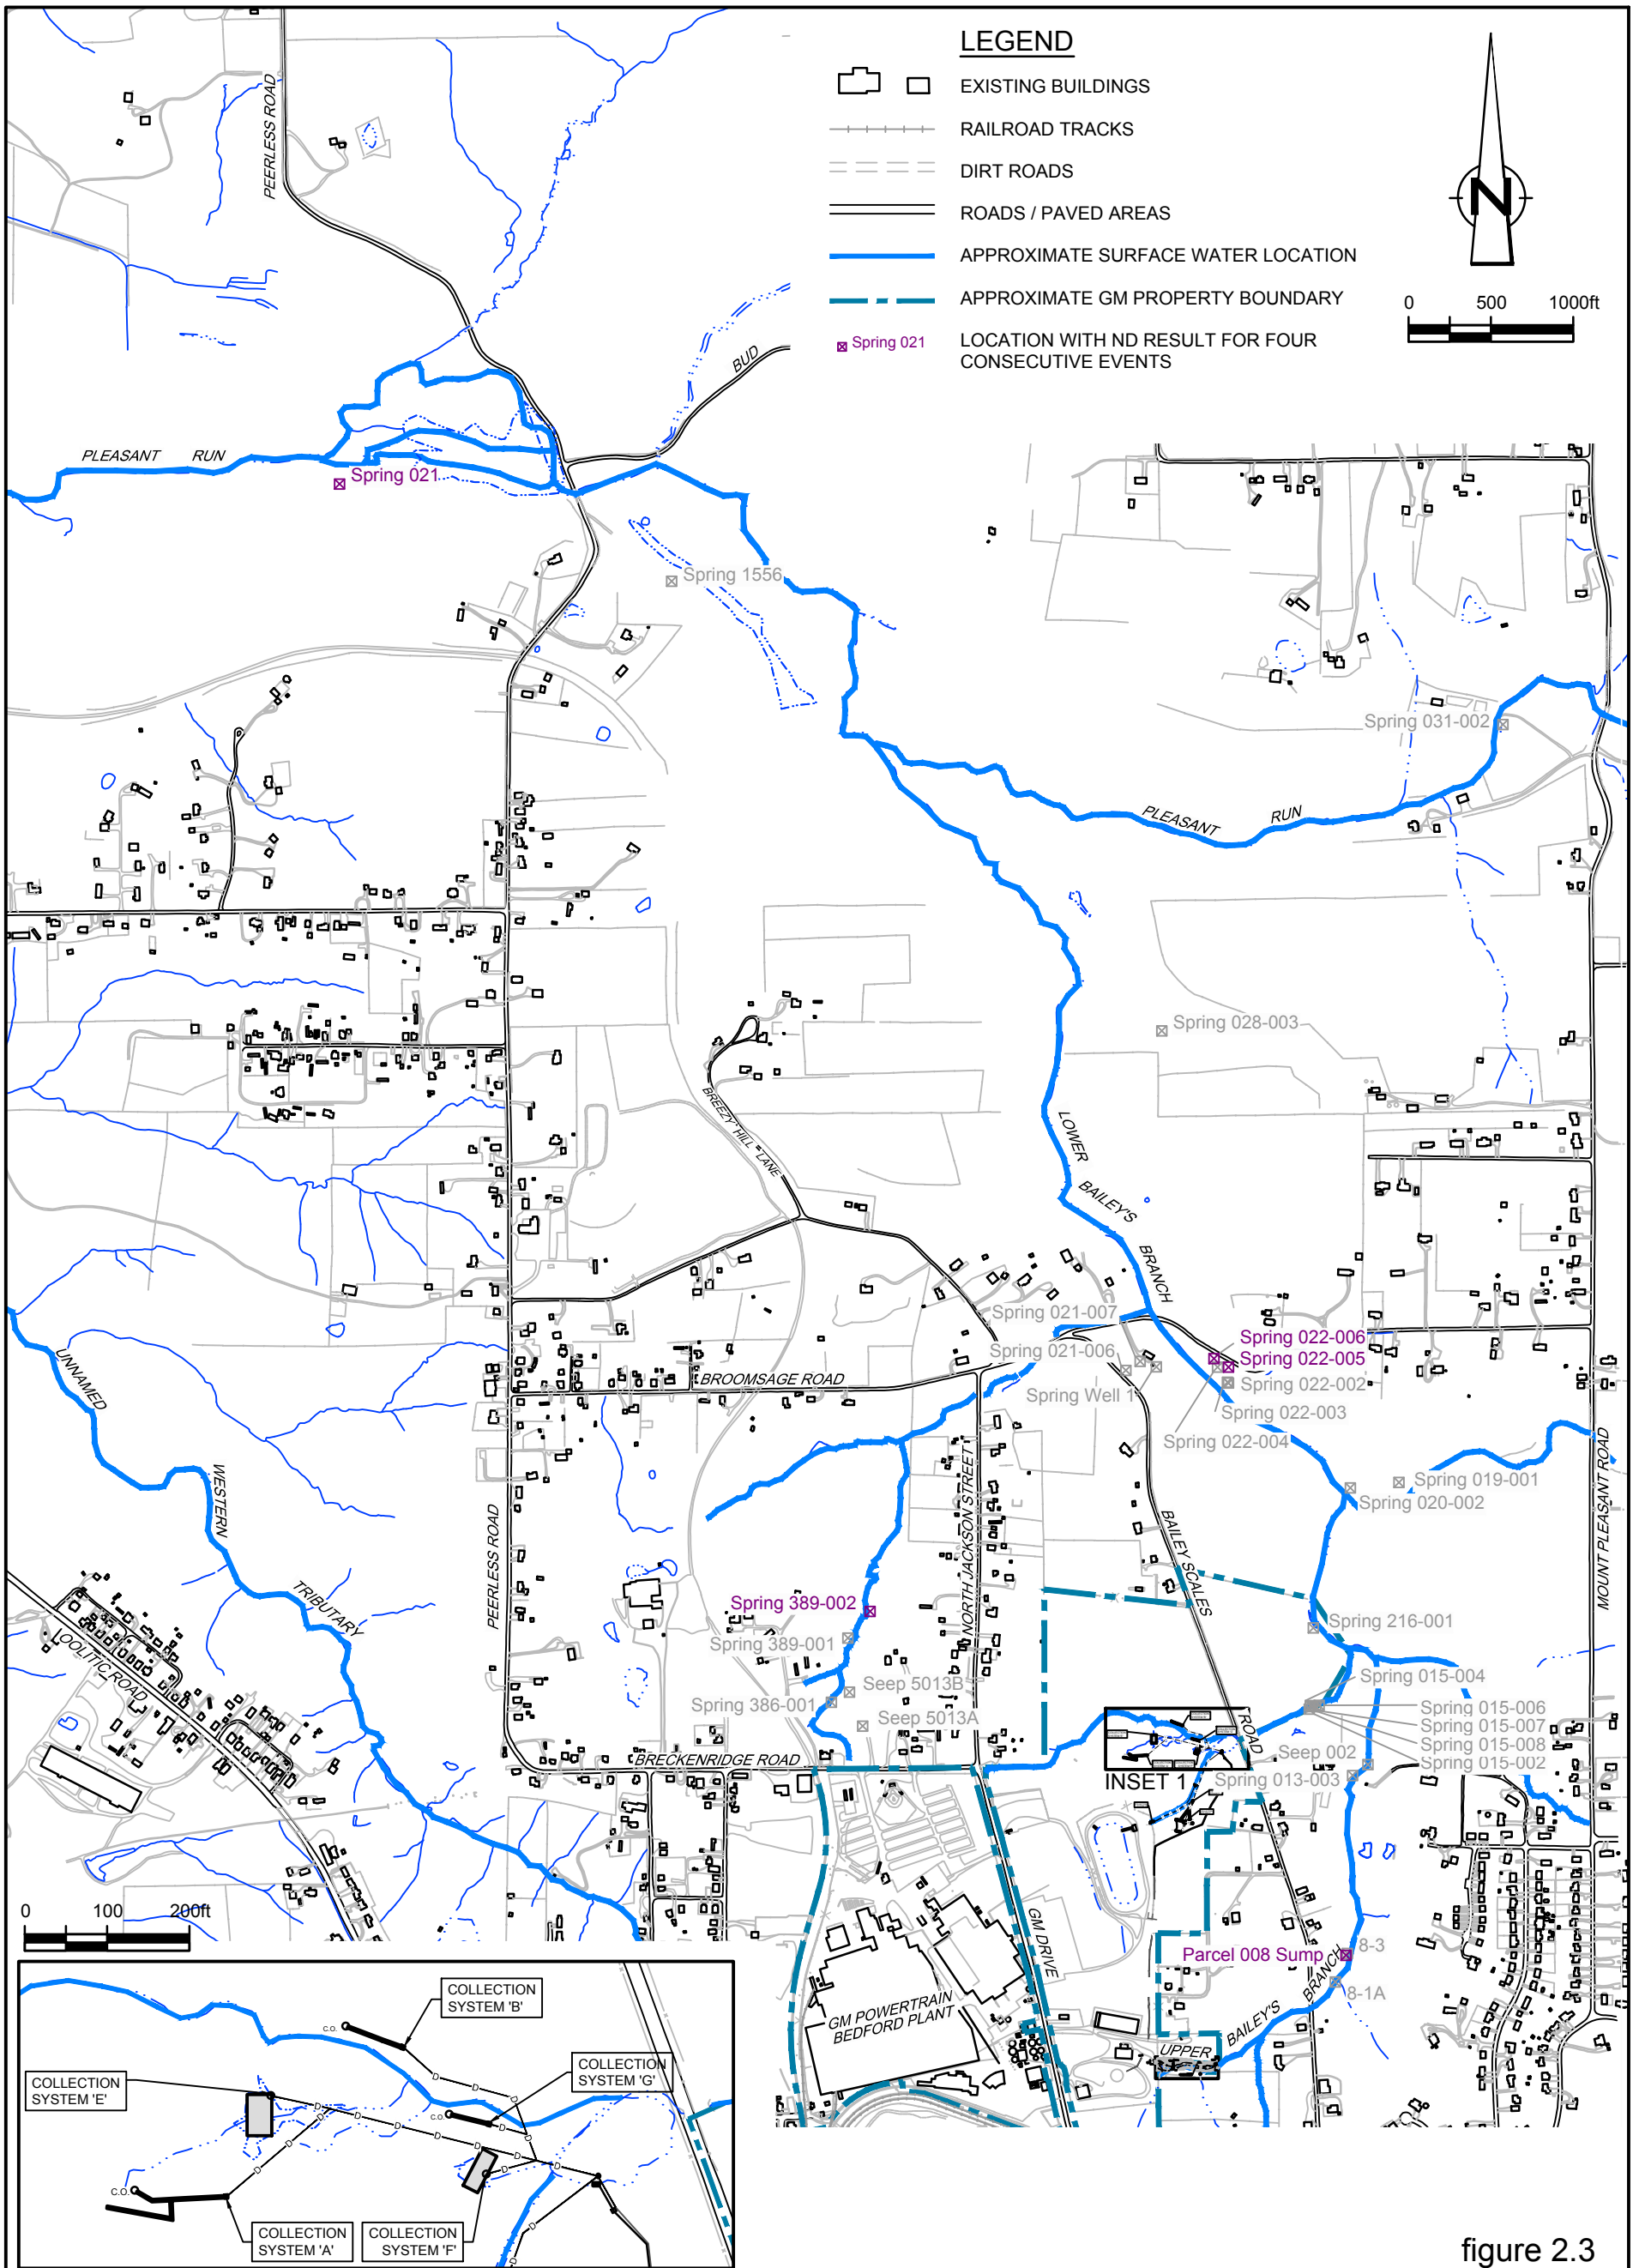 LEGEND
EXISTING BUILDINGS
RAILROAD TRACKS
DIRT ROADS
ROADS / PAVED AREAS
APPROXIMATE SURFACE WATER LOCATION
APPROXIMATE GM PROPERTY BOUNDARY
Spring 021
LOCATION WITH ND RESULT FOR FOUR
CONSECUTIVE EVENTS
N
0 500 1000ft
PEERLESS ROAD
BUD
PLEASANT RUN
Spring 021
Spring 1556
Spring 031-002
PLEASANT RUN
Spring 028-003
BREEZY HILL LANE
LOWER
BAILEY'S
BRANCH
Spring 021-007
Spring 021-006
Spring Well 1
Spring 022-006
Spring 022-005
Spring 022-002
Spring 022-003
Spring 022-004
UNNAMED
WESTERN
TRIBUTARY
BROOMSAGE ROAD
Spring 019-001
Spring 020-002
PEERLESS ROAD
NORTH JACKSON STREET
BAILEY SCALES
ROAD
MOUNT PLEASANT ROAD
OOLITIC ROAD
Spring 389-002
Spring 389-001
Seep 5013B
Spring 386-001
Seep 5013A
Spring 216-001
Spring 015-004
Spring 015-006
Spring 015-007
Spring 015-008
Spring 015-002
Seep 002
Spring 013-003
BRECKENRIDGE ROAD
INSET 1
GM DRIVE
GM POWERTRAIN
BEDFORD PLANT
Parcel 008 Sump
8-3
8-1A
UPPER
BAILEY'S
BRANCH
0 100 200ft
COLLECTION
SYSTEM 'B'
C.O.
COLLECTION
SYSTEM 'G'
COLLECTION
SYSTEM 'E'
C.O.
C.O.
COLLECTION
SYSTEM 'A'
COLLECTION
SYSTEM 'F'
figure 2.3